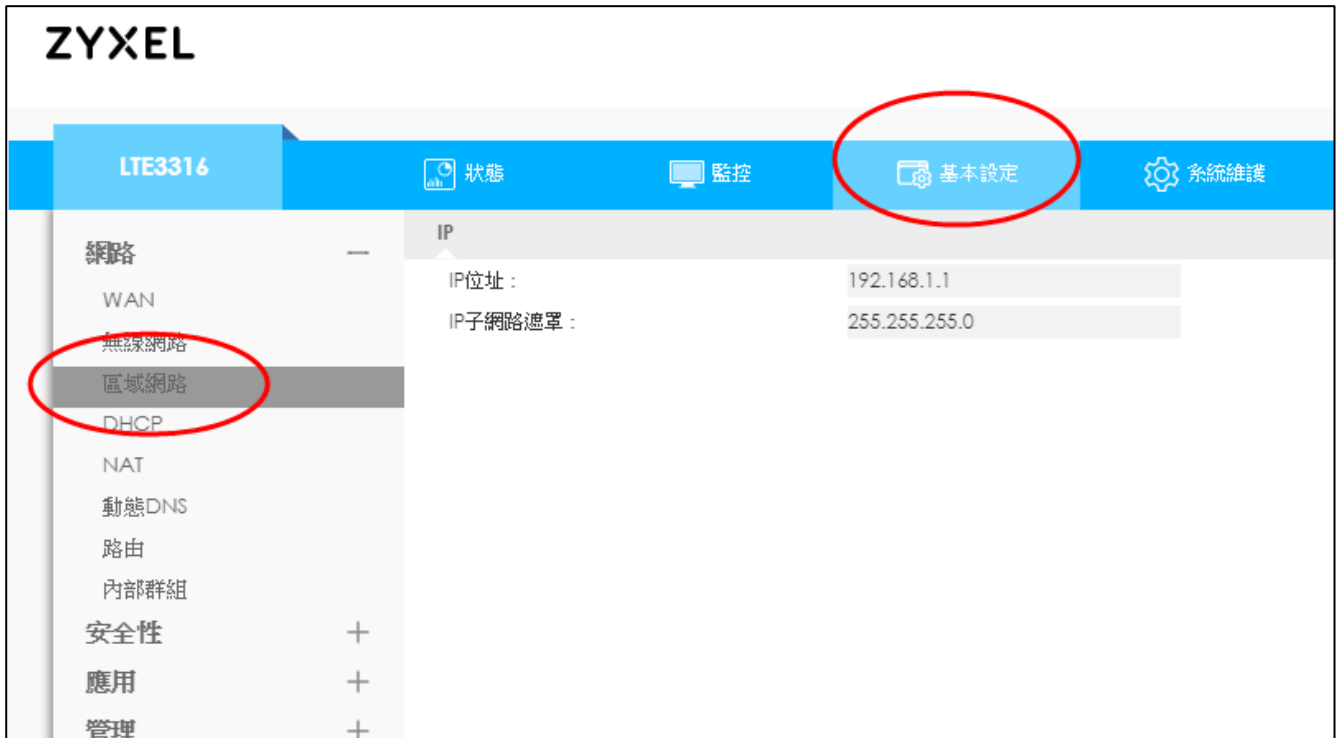 ZYXEL
LTE3316
狀態
監控
基本設定
系統維護
網路
WAN
無線網路
區域網路
DHCP
NAT
動態DNS
路由
內部群組
安全性
應用
管理
IP
IP位址：
192.168.1.1
IP子網路遮罩：
255.255.255.0